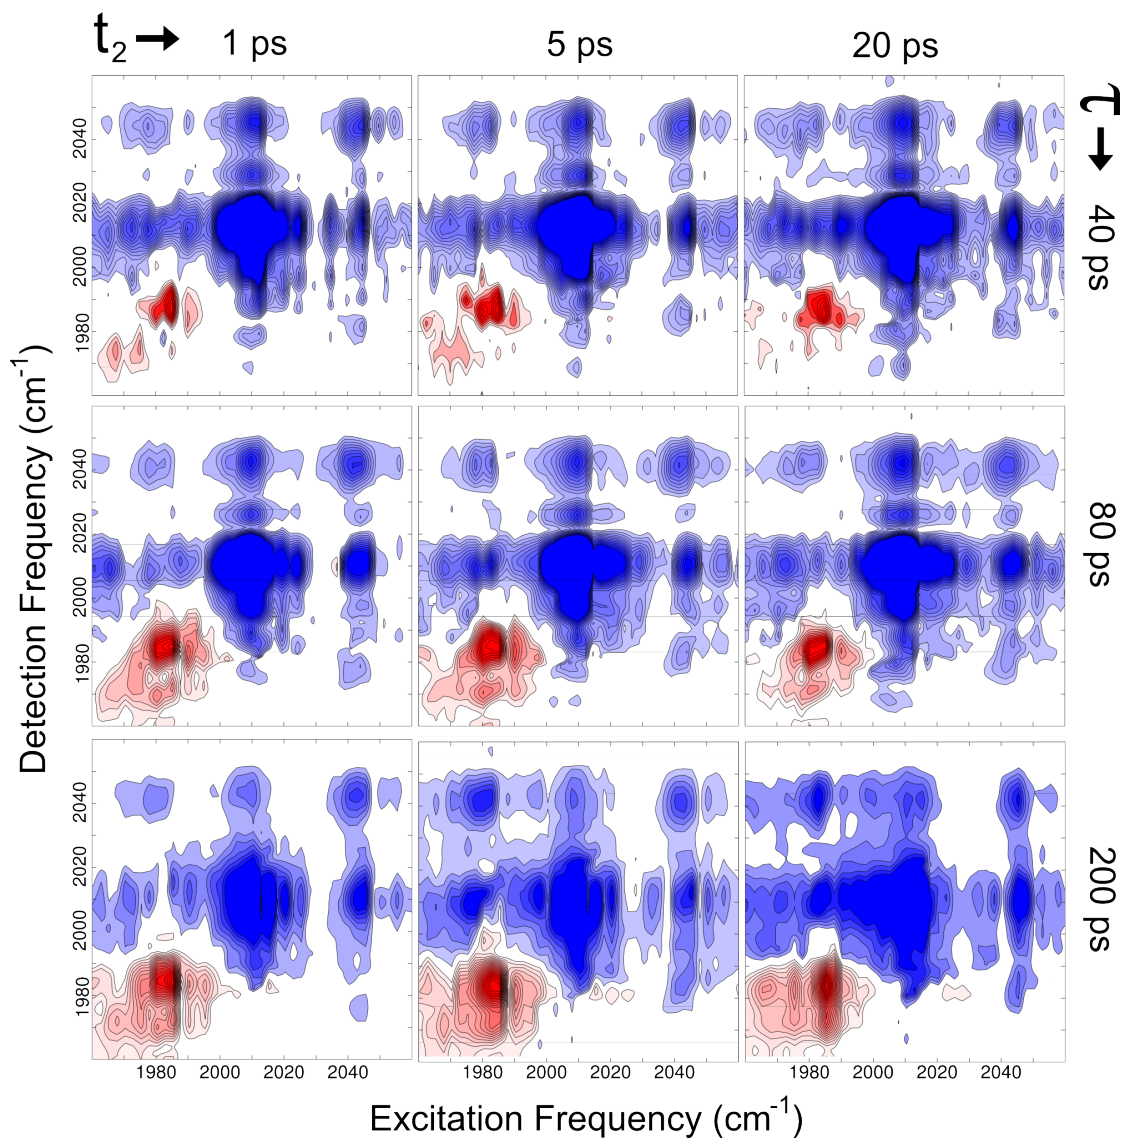 t2 1 ps 5 ps 20 ps
τ
40 ps
80 ps
200 ps
2040
2020
2000
1980
2040
2020
2000
1980
2040
2020
2000
1980
Detection Frequency (cm-1)
1980 2000 2020 2040 1980 2000 2020 2040 1980 2000 2020 2040
Excitation Frequency (cm-1)